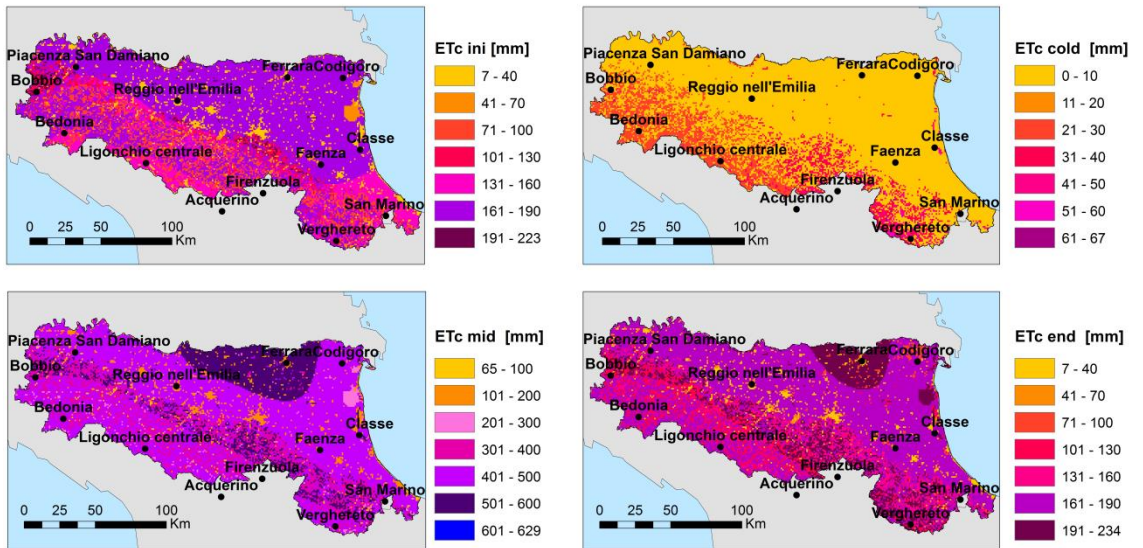 ETc ini [mm]
Piacenza San Damiano
FerraraCodigoro
Bobbio
Reggio nell'Emilia
Bedonia
Classe
Ligonchio centrale
Faenza
Firenzuola
Acquerino
San Marino
Verghereto
0 25 50 100
Km
7 - 40
41 - 70
71 - 100
101 - 130
131 - 160
161 - 190
191 - 223
ETc cold [mm]
Piacenza San Damiano
FerraraCodigoro
Bobbio
Reggio nell'Emilia
Bedonia
Classe
Ligonchio centrale
Faenza
Firenzuola
Acquerino
San Marino
Verghereto
0 25 50 100
Km
0 - 10
11 - 20
21 - 30
31 - 40
41 - 50
51 - 60
61 - 67
ETc mid [mm]
Piacenza San Damiano
FerraraCodigoro
Bobbio
Reggio nell'Emilia
Bedonia
Classe
Ligonchio centrale
Faenza
Firenzuola
Acquerino
San Marino
Verghereto
0 25 50 100
Km
65 - 100
101 - 200
201 - 300
301 - 400
401 - 500
501 - 600
601 - 629
ETc end [mm]
Piacenza San Damiano
FerraraCodigoro
Bobbio
Reggio nell'Emilia
Bedonia
Classe
Ligonchio centrale
Faenza
Firenzuola
Acquerino
San Marino
Verghereto
0 25 50 100
Km
7 - 40
41 - 70
71 - 100
101 - 130
131 - 160
161 - 190
191 - 234